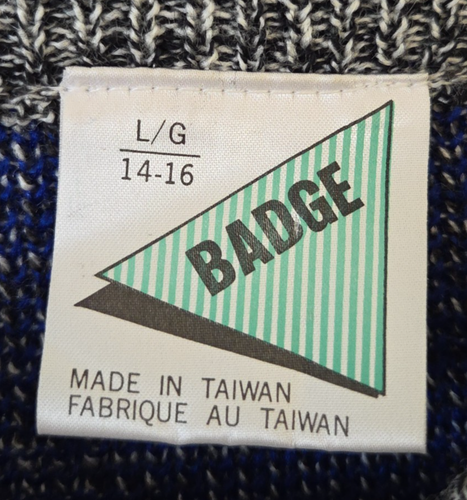 L/G
14-16
BADGE
MADE IN TAIWAN
FABRIQUE AU TAIWAN